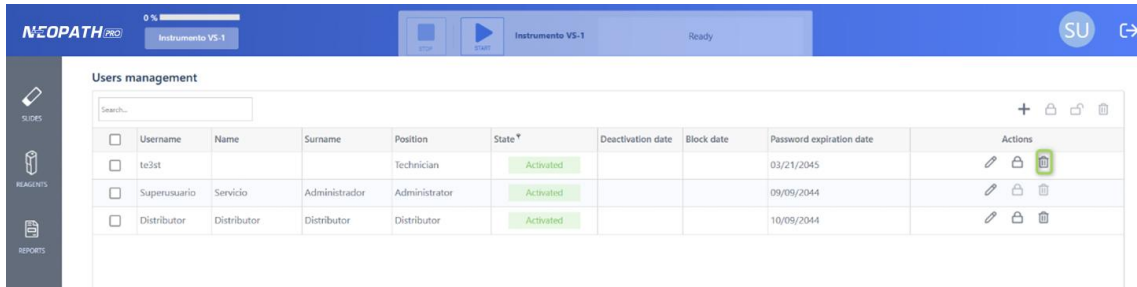 NEOPATH PRO
0 %
Instrumento VS-1
STOP
START
Instrumento VS-1
Ready
SU
SLIDES
REAGENTS
REPORTS
Users management
Search...
Username Name Surname Position State Deactivation date Block date Password expiration date Actions
te3st Technician Activated 03/21/2045
Superusuario Servicio Administrador Administrator Activated 09/09/2044
Distributor Distributor Distributor Distributor Activated 10/09/2044